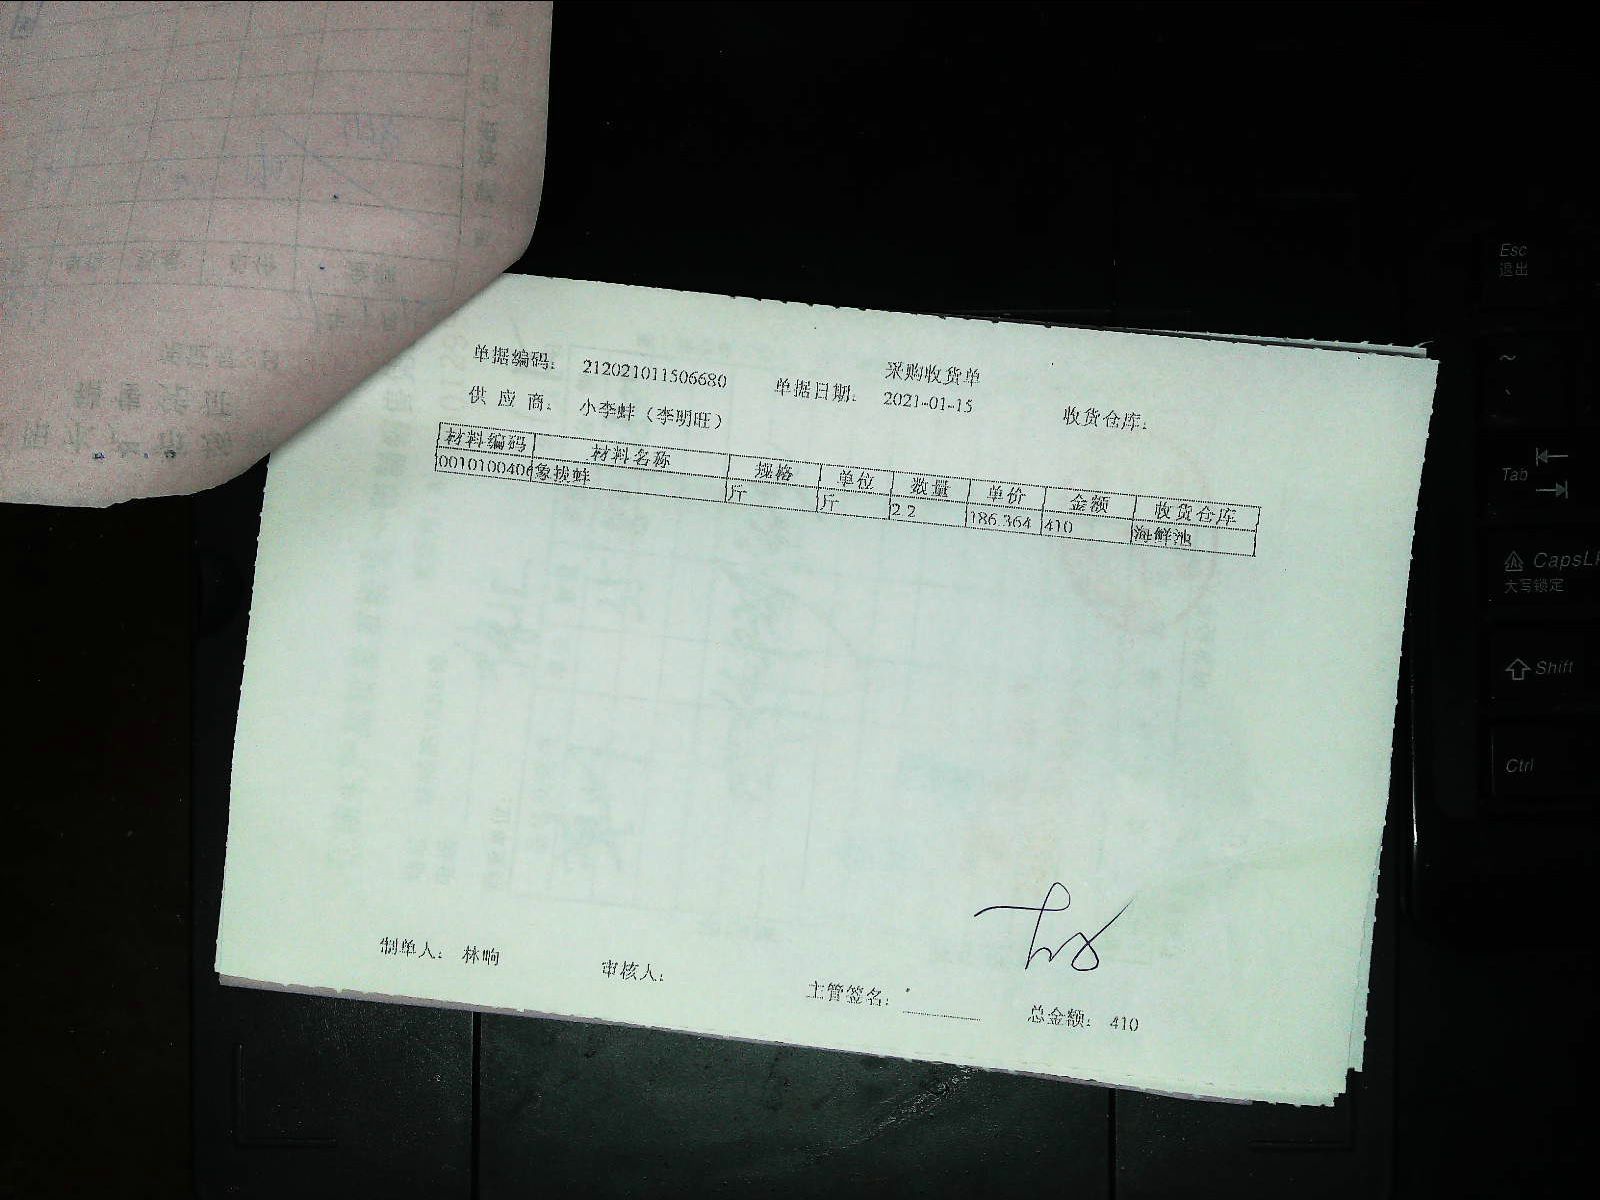 采购收货单
单据编码： 212021011506680 单据日期： 2021-01-15 收货仓库：
供 应 商： 小李蚌（李明旺）
材料编码 材料名称 规格 单位 数量 单价 金额 收货仓库
0010100406 象拔蚌 斤 斤 2.2 186.364 410 海鲜池
制单人： 林晌 审核人： 主管签名： 总金额： 410
Esc
退出
~
Tab
CapsL
大写锁定
Shift
Ctrl